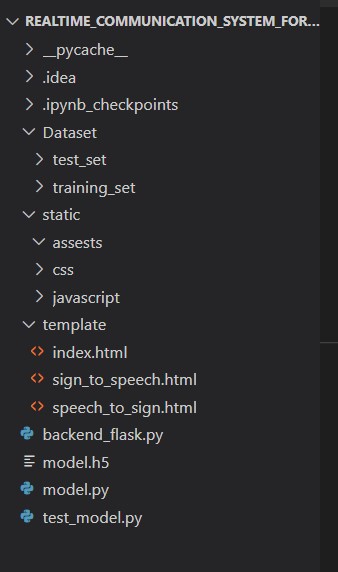 REALTIME_COMMUNICATION_SYSTEM_FOR...
__pycache__
.idea
.ipynb_checkpoints
Dataset
test_set
training_set
static
assests
css
javascript
template
index.html
sign_to_speech.html
speech_to_sign.html
backend_flask.py
model.h5
model.py
test_model.py